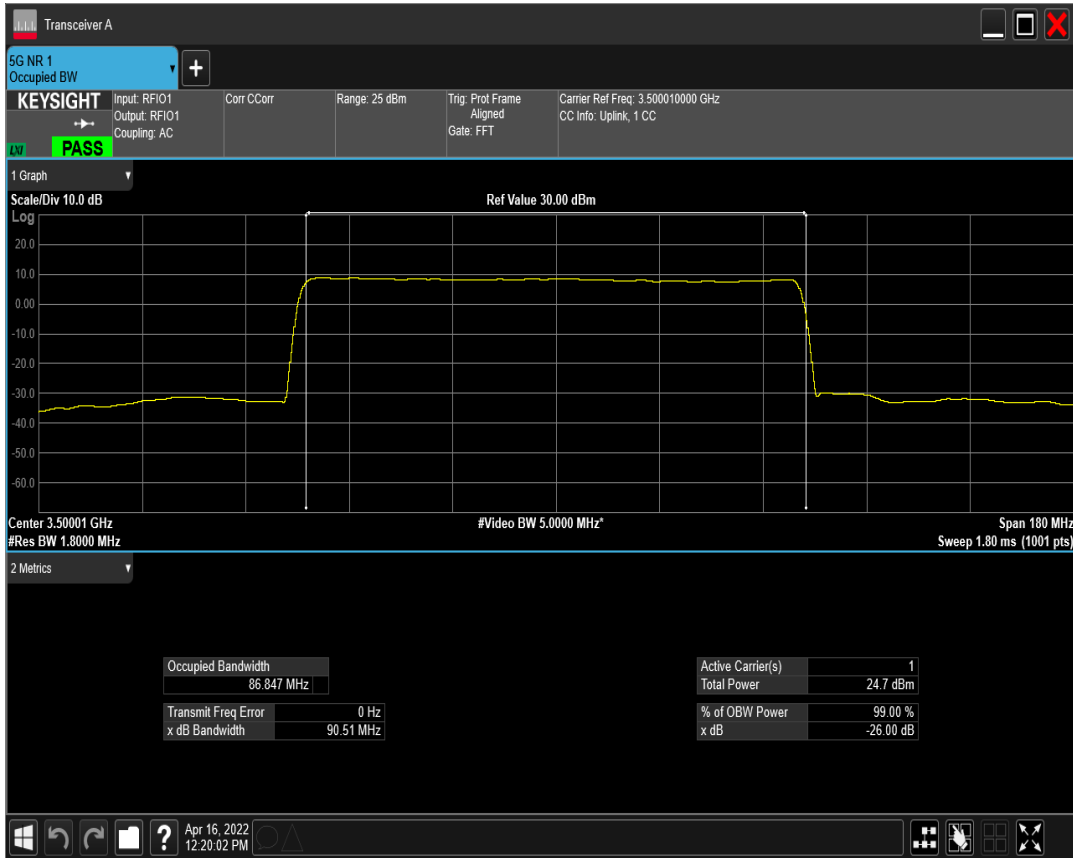 Transceiver A
5G NR 1
Occupied BW
+
KEYSIGHT
LXI
PASS
Input: RFIO1
Output: RFIO1
Coupling: AC
Corr CCorr
Range: 25 dBm
Trig: Prot Frame
Aligned
Gate: FFT
Carrier Ref Freq: 3.500010000 GHz
CC Info: Uplink, 1 CC
1 Graph
Scale/Div 10.0 dB
Ref Value 30.00 dBm
Log
20.0
10.0
0.00
-10.0
-20.0
-30.0
-40.0
-50.0
-60.0
Center 3.50001 GHz
#Video BW 5.0000 MHz*
Span 180 MHz
#Res BW 1.8000 MHz
Sweep 1.80 ms (1001 pts)
2 Metrics
Occupied Bandwidth
86.847 MHz
Transmit Freq Error 0 Hz
x dB Bandwidth 90.51 MHz
Active Carrier(s) 1
Total Power 24.7 dBm
% of OBW Power 99.00 %
x dB -26.00 dB
?
Apr 16, 2022
12:20:02 PM